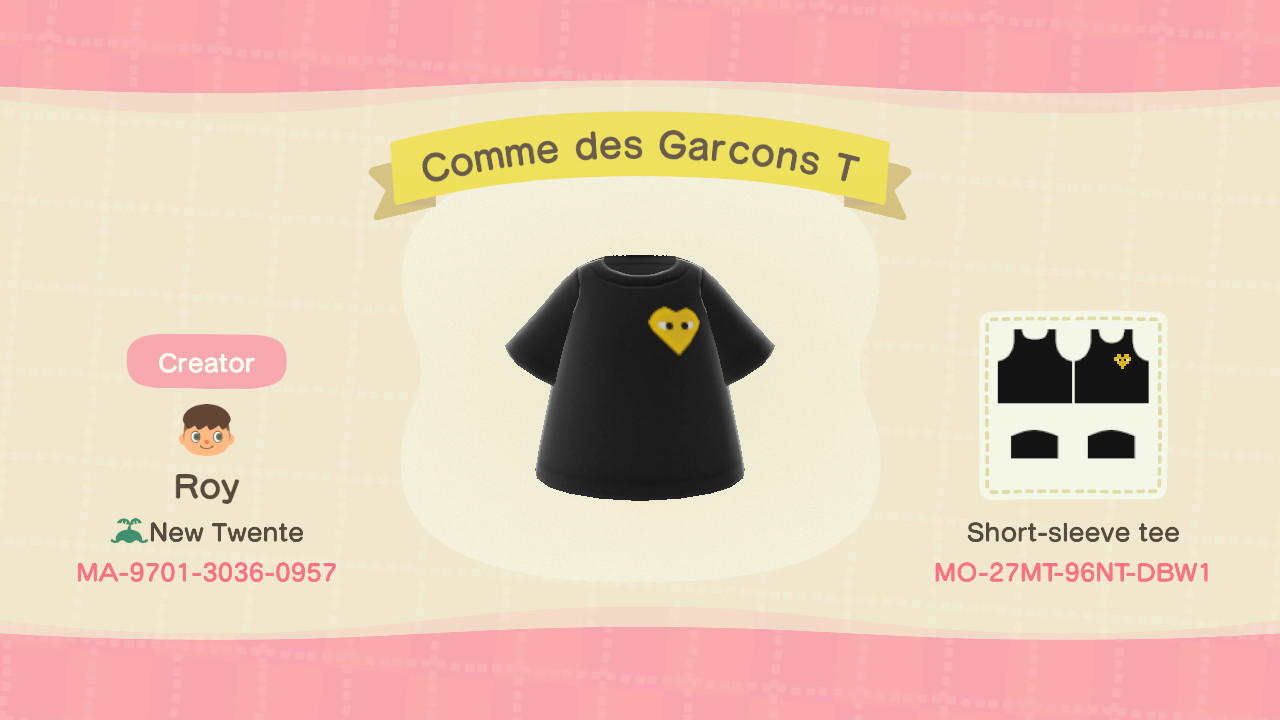 Comme des Garcons T
Creator
Roy
New Twente
MA-9701-3036-0957
Short-sleeve tee
MO-27MT-96NT-DBW1